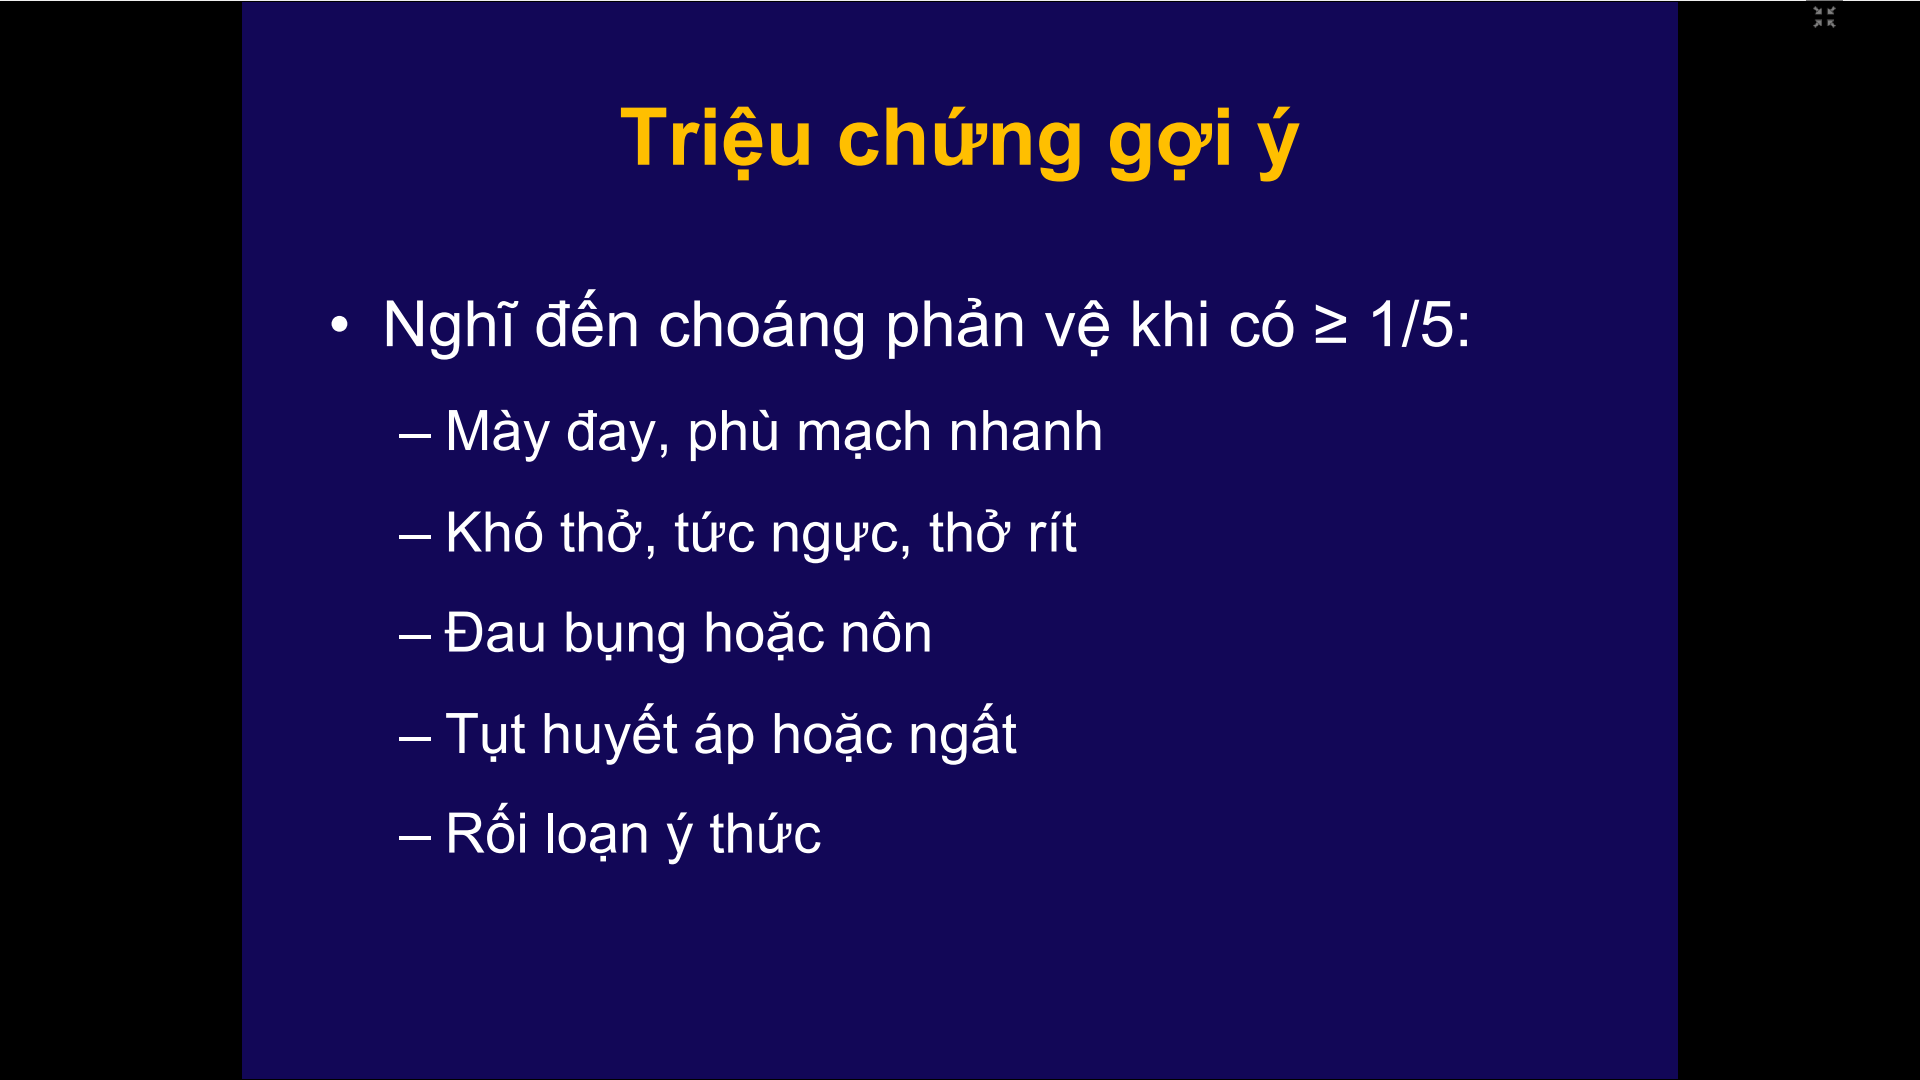 Triệu chứng gợi ý
• Nghĩ đến choáng phản vệ khi có ≥ 1/5:
– Mày đay, phù mạch nhanh
– Khó thở, tức ngực, thở rít
– Đau bụng hoặc nôn
– Tụt huyết áp hoặc ngất
– Rối loạn ý thức